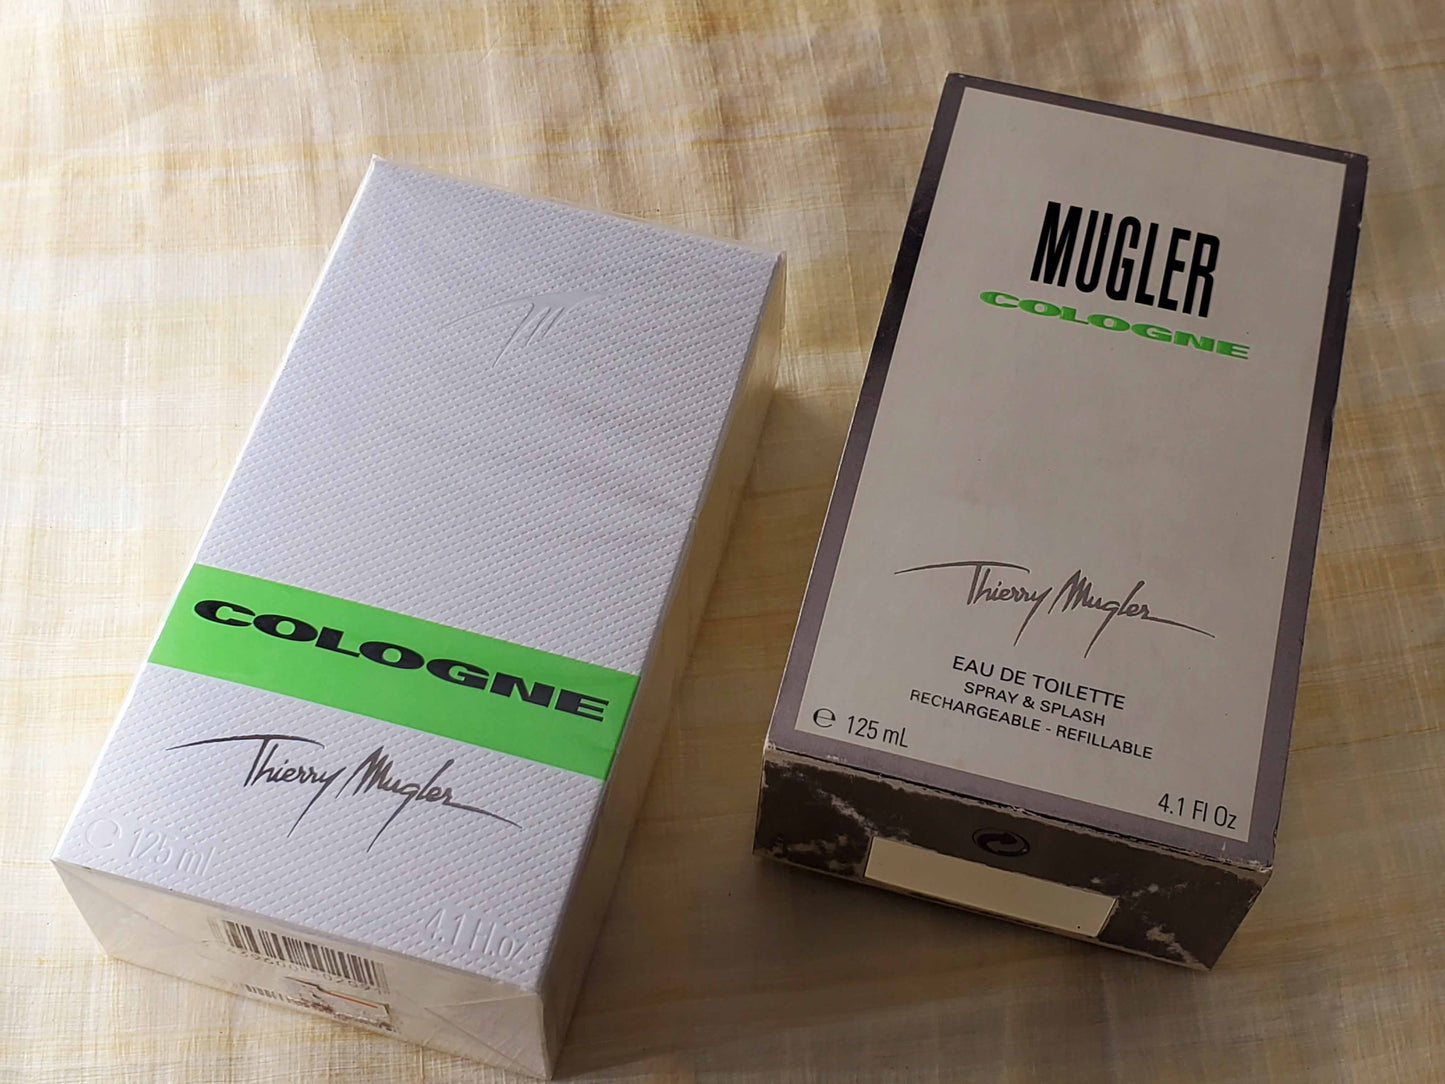 COLOGNE
Thierry Mugler
e 125 ml
4.1 fl.oz
MUGLER
COLOGNE
Thierry Mugler
EAU DE TOILETTE
SPRAY & SPLASH
RECHARGEABLE - REFILLABLE
e 125 mL
4.1 Fl Oz